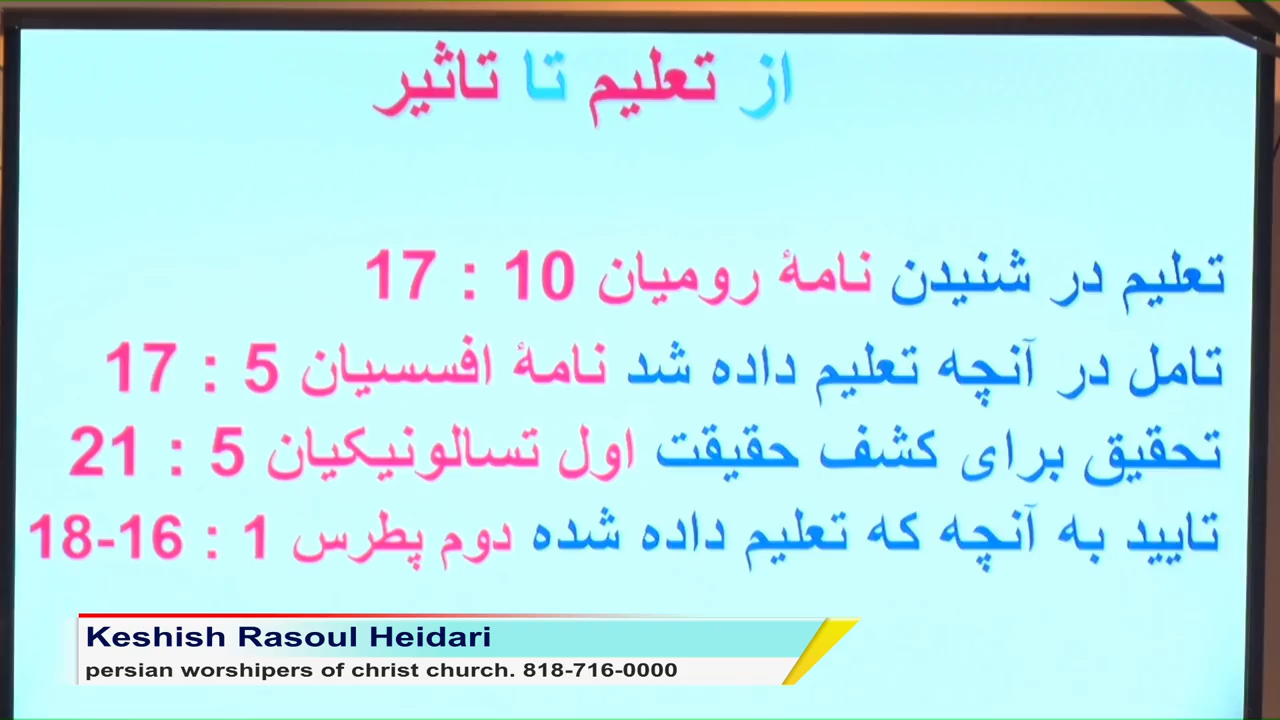 از تعلیم تا تاثیر
تعلیم در شنیدن نامهٔ رومیان 10 : 17
تامل در آنچه تعلیم داده شد نامهٔ افسسیان 5 : 17
تحقیق برای کشف حقیقت اول تسالونیکیان 5 : 21
تایید به آنچه که تعلیم داده شده دوم پطرس 1 : 16-18
Keshish Rasoul Heidari
persian worshipers of christ church. 818-716-0000